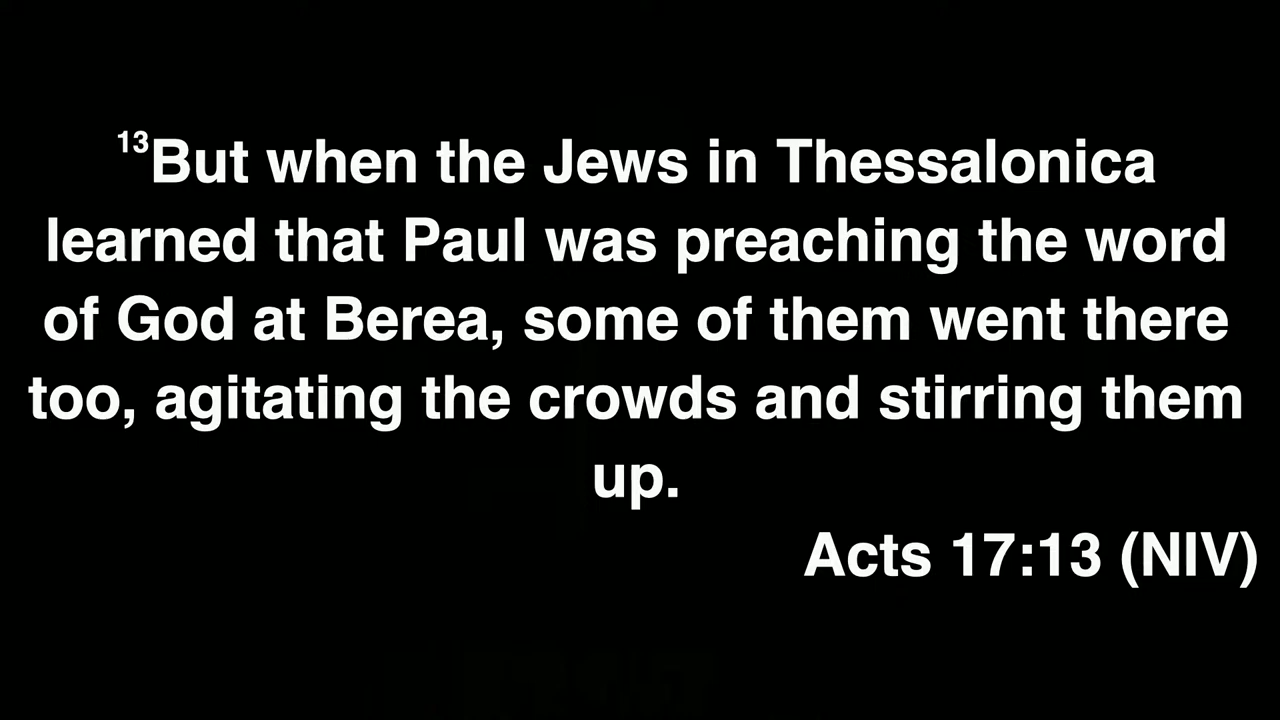 13But when the Jews in Thessalonica
learned that Paul was preaching the word
of God at Berea, some of them went there
too, agitating the crowds and stirring them
up.
Acts 17:13 (NIV)